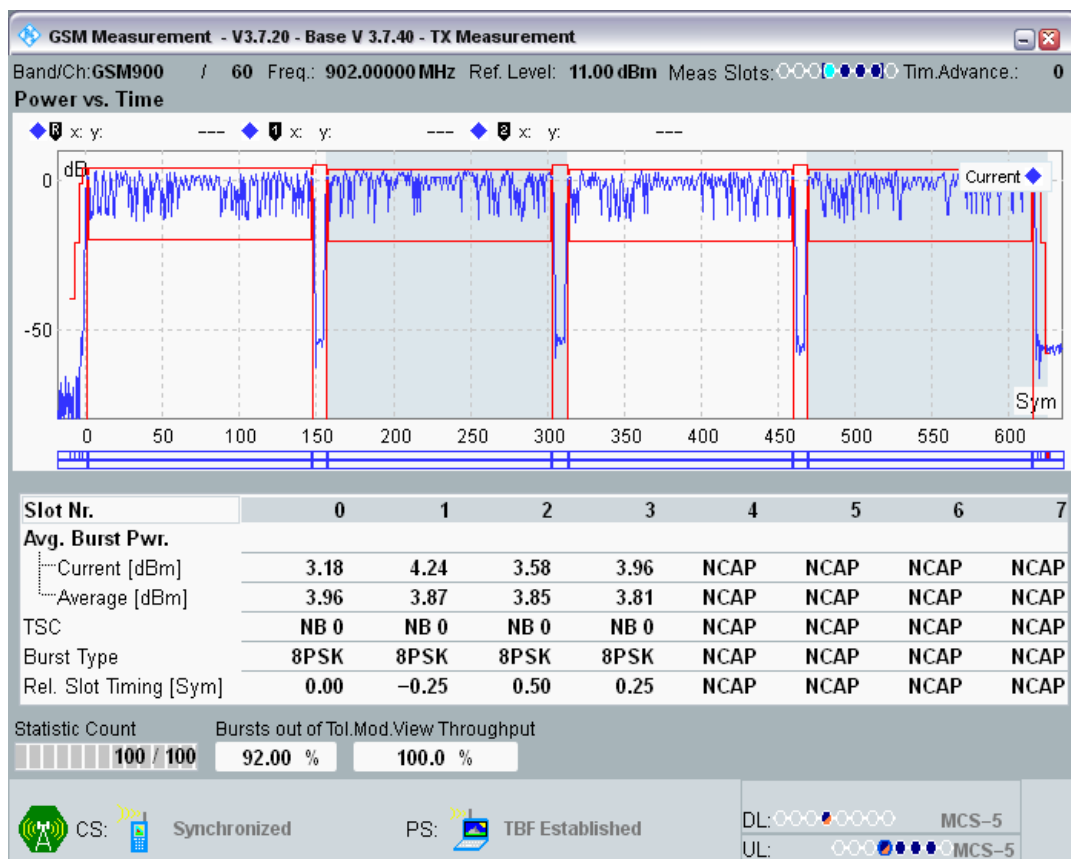 GSM Measurement - V3.7.20 - Base V 3.7.40 - TX Measurement
Band/Ch: GSM900 / 60 Freq.: 902.00000 MHz Ref. Level: 11.00 dBm Meas Slots: Tim.Advance.: 0
Power vs. Time
R x: y: --- 1 x: y: --- 2 x: y: ---
dB
Current
0
-50
Sym
0 50 100 150 200 250 300 350 400 450 500 550 600
Slot Nr. 0 1 2 3 4 5 6 7
Avg. Burst Pwr.
Current [dBm] 3.18 4.24 3.58 3.96 NCAP NCAP NCAP NCAP
Average [dBm] 3.96 3.87 3.85 3.81 NCAP NCAP NCAP NCAP
TSC NB 0 NB 0 NB 0 NB 0 NCAP NCAP NCAP NCAP
Burst Type 8PSK 8PSK 8PSK 8PSK NCAP NCAP NCAP NCAP
Rel. Slot Timing [Sym] 0.00 −0.25 0.50 0.25 NCAP NCAP NCAP NCAP
Statistic Count Bursts out of Tol. Mod.View Throughput
100 / 100 92.00 % 100.0 %
CS: Synchronized PS: TBF Established DL: MCS−5
UL: MCS−5